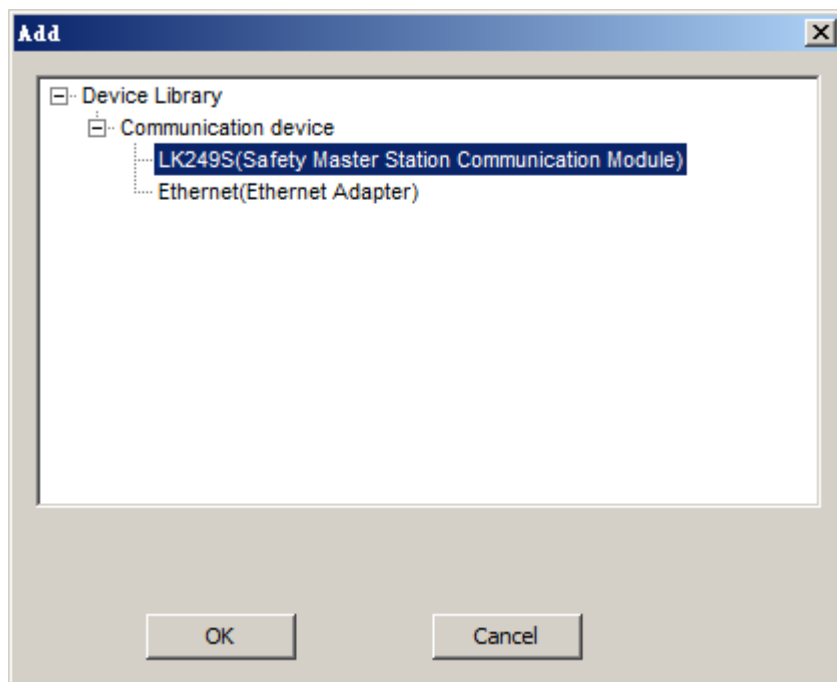 Add
Device Library
Communication device
LK249S(Safety Master Station Communication Module)
Ethernet(Ethernet Adapter)
OK Cancel